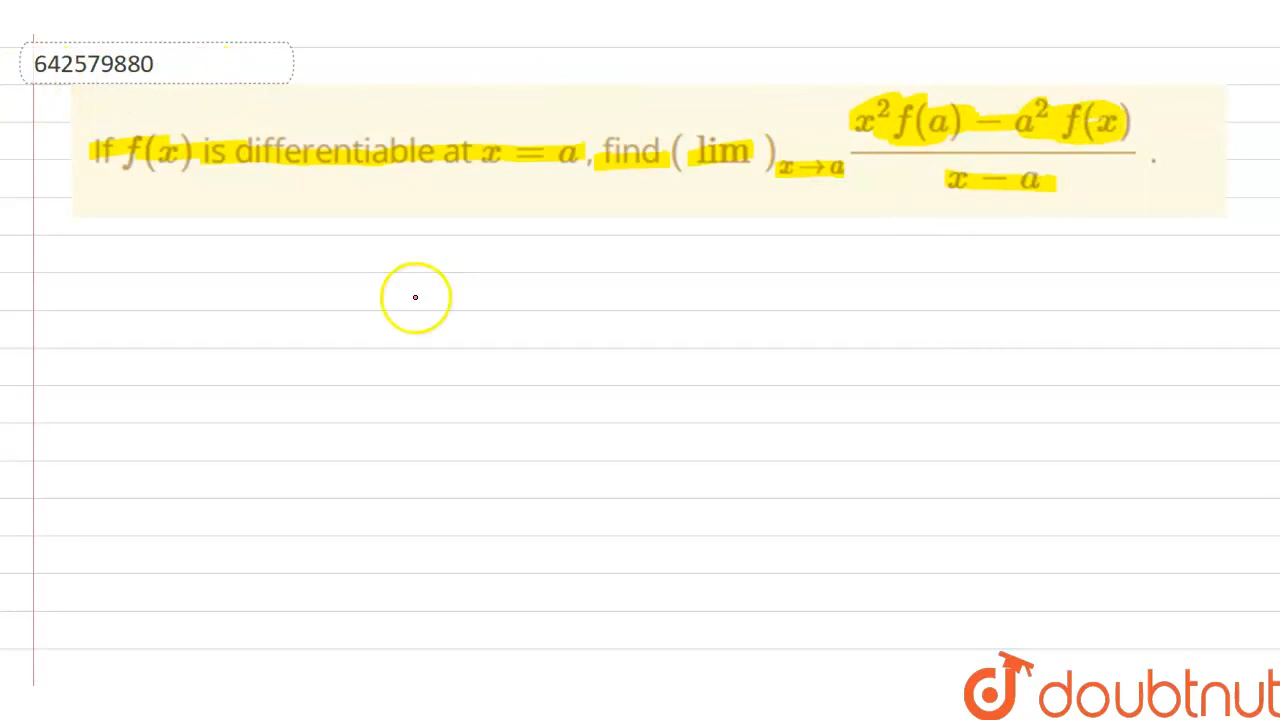 642579880
If f(x) is differentiable at x = a, find ( lim )ₓ→ₐ x²f(a) − a² f(x) / x − a .
doubtnut